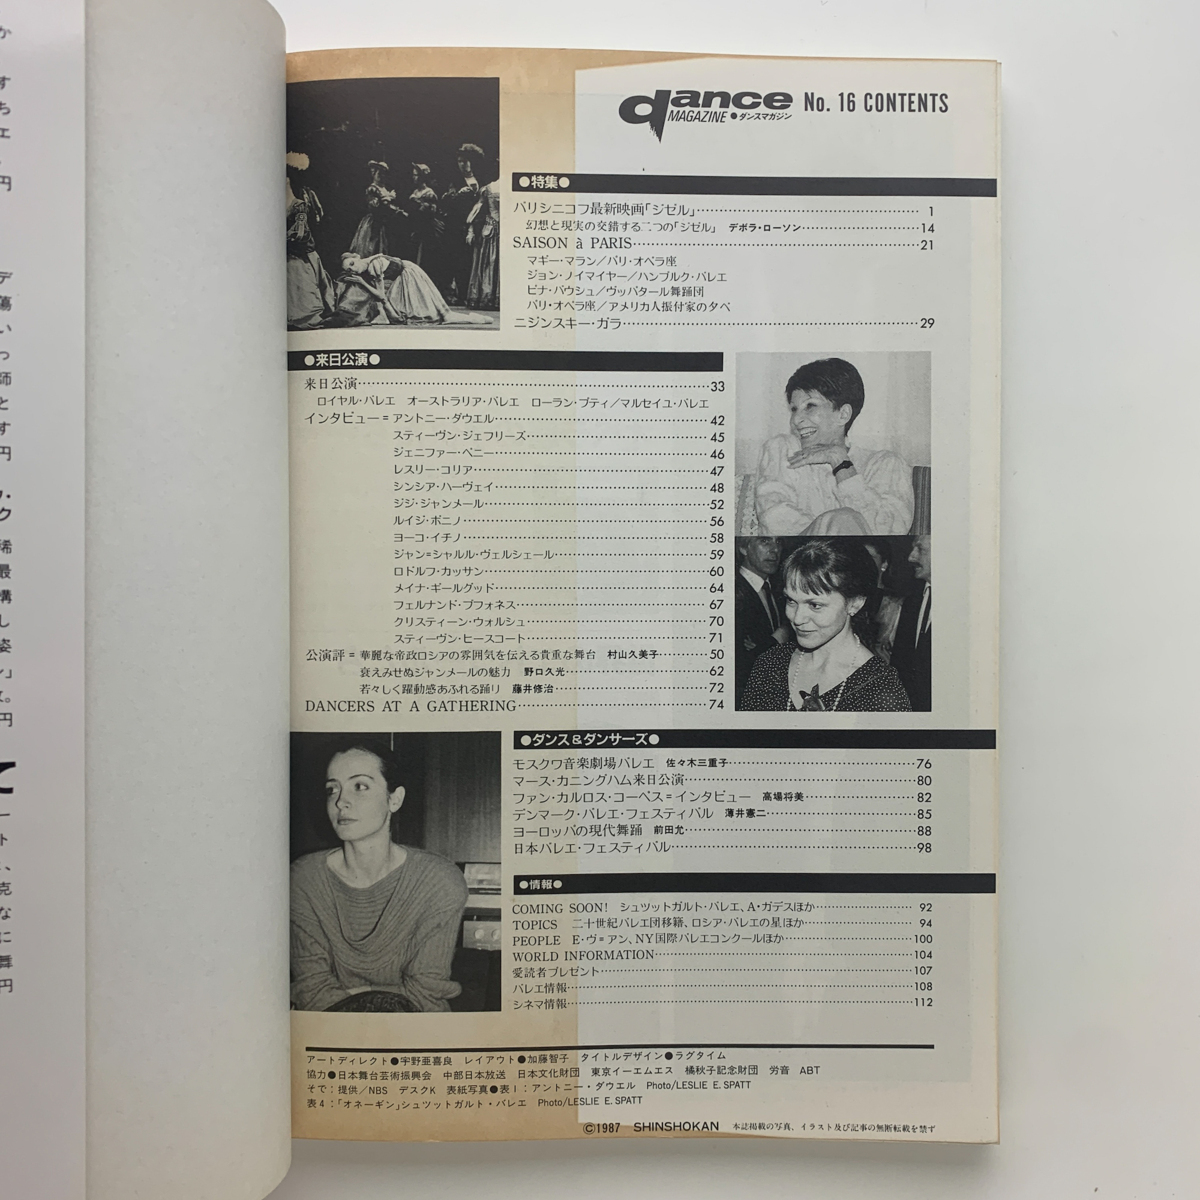 dance
MAGAZINE ●ダンスマガジン
No. 16 CONTENTS
●特集●
バリシニコフ最新映画「ジゼル」 1
幻想と現実の交錯する二つの「ジゼル」 デボラ・ローソン 14
SAISON à PARIS 21
マギー・マラン／パリ・オペラ座
ジョン・ノイマイヤー／ハンブルク・バレエ
ピナ・バウシュ／ヴッパタール舞踊団
パリ・オペラ座／アメリカ人振付家の夕べ
ニジンスキー・ガラ 29
●来日公演●
来日公演 33
ロイヤル・バレエ オーストラリア・バレエ ローラン・プティ／マルセイユ・バレエ
インタビュー＝アントニー・ダウエル 42
スティーヴン・ジェフリーズ 45
ジェニファー・ペニー 46
レスリー・コリア 47
シンシア・ハーヴェイ 48
ジジ・ジャンメール 52
ルイジ・ボニノ 56
ヨーコ・イチノ 58
ジャン＝シャルル・ヴェルシェール 59
ロドルフ・カッサン 60
メイナ・ギールグッド 64
フェルナンド・ブフォネス 67
クリスティーン・ウォルシュ 70
スティーヴン・ヒースコート 71
公演評＝華麗な帝政ロシアの雰囲気を伝える貴重な舞台 村山久美子 50
衰えみせぬジャンメールの魅力 野口久光 62
若々しく躍動感あふれる踊り 藤井修治 72
DANCERS AT A GATHERING 74
●ダンス＆ダンサーズ●
モスクワ音楽劇場バレエ 佐々木三重子 76
マース・カニングハム来日公演 80
ファン・カルロス・コーペス＝インタビュー 高場将美 82
デンマーク・バレエ・フェスティバル 薄井憲二 85
ヨーロッパの現代舞踊 前田允 88
日本バレエ・フェスティバル 98
●情報●
COMING SOON! シュツットガルト・バレエ、A・ガデスほか 92
TOPICS 二十世紀バレエ団移籍、ロシア・バレエの星ほか 94
PEOPLE E・ヴ＝アン、NY国際バレエコンクールほか 100
WORLD INFORMATION 104
愛読者プレゼント 107
バレエ情報 108
シネマ情報 112
アートディレクト●宇野亜喜良 レイアウト●加藤智子 タイトルデザイン●ラグタイム
協力●日本舞台芸術振興会 中部日本放送 日本文化財団 東京イーエムエス 橘秋子記念財団 労音 ABT
そで：提供／NBS デスクK 表紙写真●表1：アントニー・ダウエル Photo/LESLIE E. SPATT
表4：「オネーギン」シュツットガルト・バレエ Photo/LESLIE E. SPATT
©1987 SHINSHOKAN 本誌掲載の写真、イラスト及び記事の無断転載を禁ず